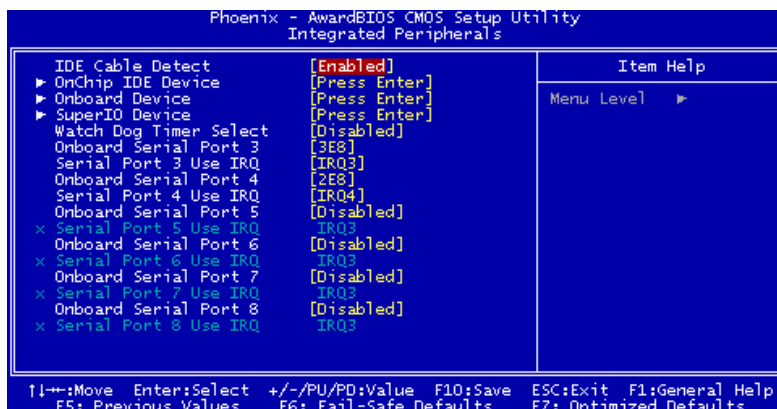 Phoenix - AwardBIOS CMOS Setup Utility
Integrated Peripherals
IDE Cable Detect [Enabled]
► OnChip IDE Device [Press Enter]
► Onboard Device [Press Enter]
► SuperIO Device [Press Enter]
Watch Dog Timer Select [Disabled]
Onboard Serial Port 3 [3E8]
Serial Port 3 Use IRQ [IRQ3]
Onboard Serial Port 4 [2E8]
Serial Port 4 Use IRQ [IRQ4]
Onboard Serial Port 5 [Disabled]
x Serial Port 5 Use IRQ IRQ3
Onboard Serial Port 6 [Disabled]
x Serial Port 6 Use IRQ IRQ3
Onboard Serial Port 7 [Disabled]
x Serial Port 7 Use IRQ IRQ3
Onboard Serial Port 8 [Disabled]
x Serial Port 8 Use IRQ IRQ3
Item Help
Menu Level ►
↑↓→←:Move Enter:Select +/-/PU/PD:Value F10:Save ESC:Exit F1:General Help
F5: Previous Values F6: Fail-Safe Defaults F7: Optimized Defaults